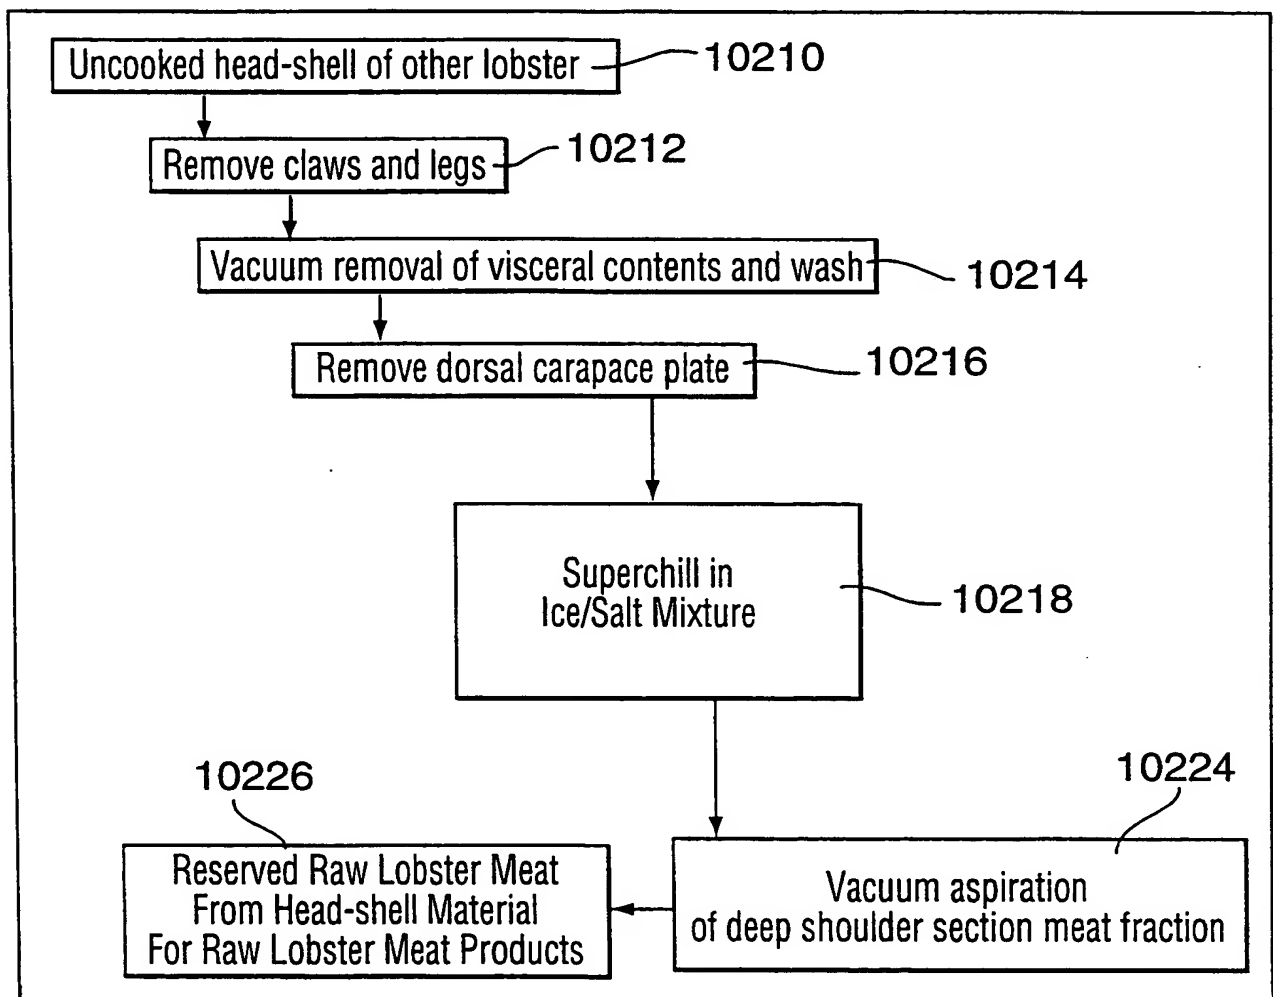 Uncooked head-shell of other lobster
10210
Remove claws and legs
10212
Vacuum removal of visceral contents and wash
10214
Remove dorsal carapace plate
10216
Superchill in
Ice/Salt Mixture
10218
10226
10224
Reserved Raw Lobster Meat
From Head-shell Material
For Raw Lobster Meat Products
Vacuum aspiration
of deep shoulder section meat fraction